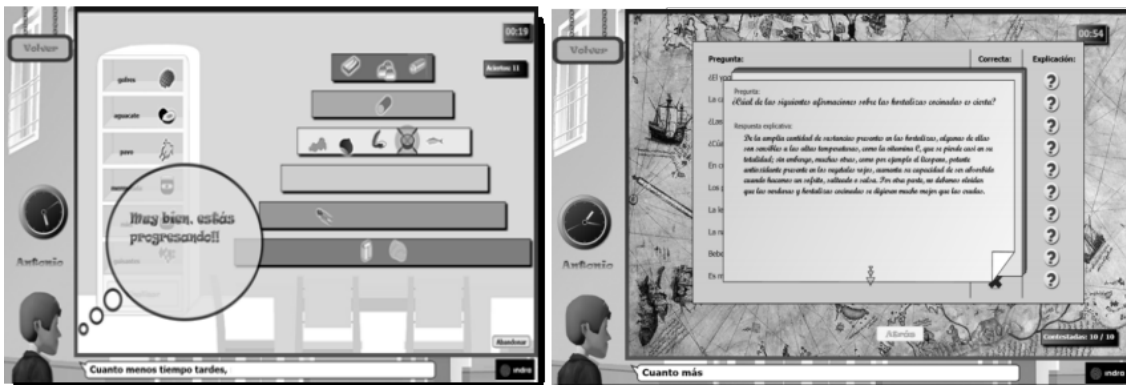 Volver
gamba
aguacate
pavo
Muy bien, estás
progresando!!
Antonio
00:19
Aciertos: 11
Abandonar
Cuanto menos tiempo tardes,
indra
Volver
00:54
Pregunta:
Correcta:
Explicación:
Pregunta:
¿Cúal de las siguientes afirmaciones sobre las hortalizas cocinadas es cierta?
Respuesta explicativa:
De la amplia cantidad de sustancias presentes en las hortalizas, algunas de ellas
son sensibles a las altas temperaturas, como la vitamina C, que se pierde casi en su
totalidad; sin embargo, muchas otras, como por ejemplo el licopeno, potente
antioxidante presente en los vegetales rojos, aumenta su capacidad de ser absorbido
cuando hacemos un sofrito, salteado o salsa. Por otra parte, no debemos olvidar
que las verduras y hortalizas cocinadas se digieren mucho mejor que las crudas.
?
?
?
?
?
?
?
?
?
?
Antonio
Atrás
Contestadas: 10 / 10
Cuanto más
indra